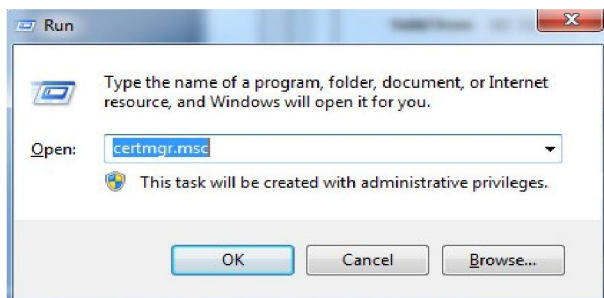 Run
Type the name of a program, folder, document, or Internet
resource, and Windows will open it for you.
Open: certmgr.msc
This task will be created with administrative privileges.
OK Cancel Browse...